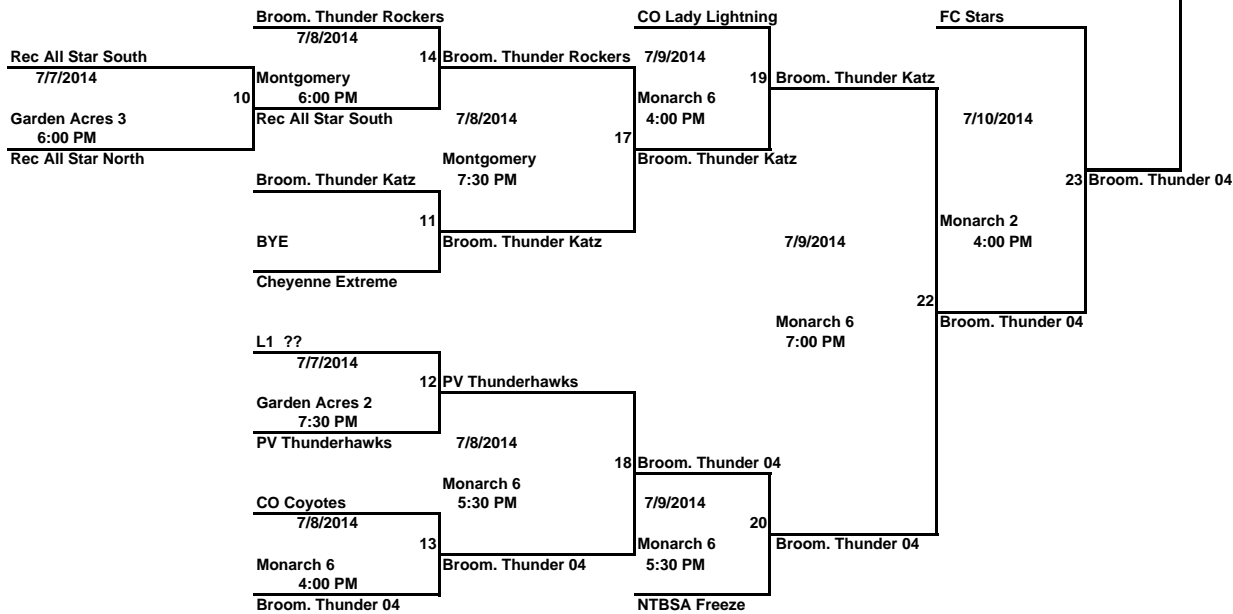 Broom. Thunder Rockers
CO Lady Lightning
FC Stars
7/8/2014
Rec All Star South
14 Broom. Thunder Rockers
7/9/2014
7/7/2014
Montgomery
19 Broom. Thunder Katz
10
6:00 PM
Monarch 6
Garden Acres 3
Rec All Star South
7/8/2014
4:00 PM
7/10/2014
6:00 PM
17
Rec All Star North
Montgomery
Broom. Thunder Katz
Broom. Thunder Katz
7:30 PM
23 Broom. Thunder 04
11
Monarch 2
BYE
Broom. Thunder Katz
7/9/2014
4:00 PM
Cheyenne Extreme
22
L1 ??
Monarch 6
Broom. Thunder 04
7:00 PM
7/7/2014
12 PV Thunderhawks
Garden Acres 2
7:30 PM
PV Thunderhawks
7/8/2014
18 Broom. Thunder 04
Monarch 6
CO Coyotes
5:30 PM
7/9/2014
7/8/2014
20
13
Monarch 6
Broom. Thunder 04
Monarch 6
Broom. Thunder 04
5:30 PM
4:00 PM
Broom. Thunder 04
NTBSA Freeze